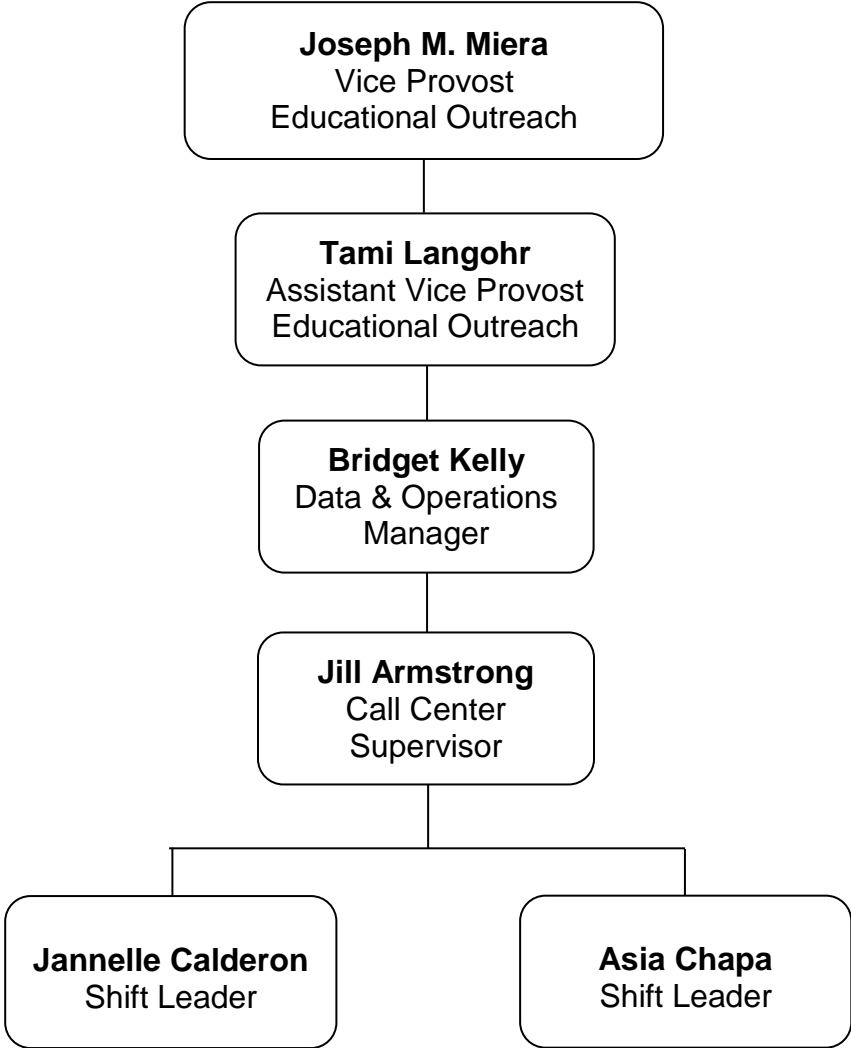 Joseph M. Miera
Vice Provost
Educational Outreach
Tami Langohr
Assistant Vice Provost
Educational Outreach
Bridget Kelly
Data & Operations
Manager
Jill Armstrong
Call Center
Supervisor
Jannelle Calderon
Shift Leader
Asia Chapa
Shift Leader